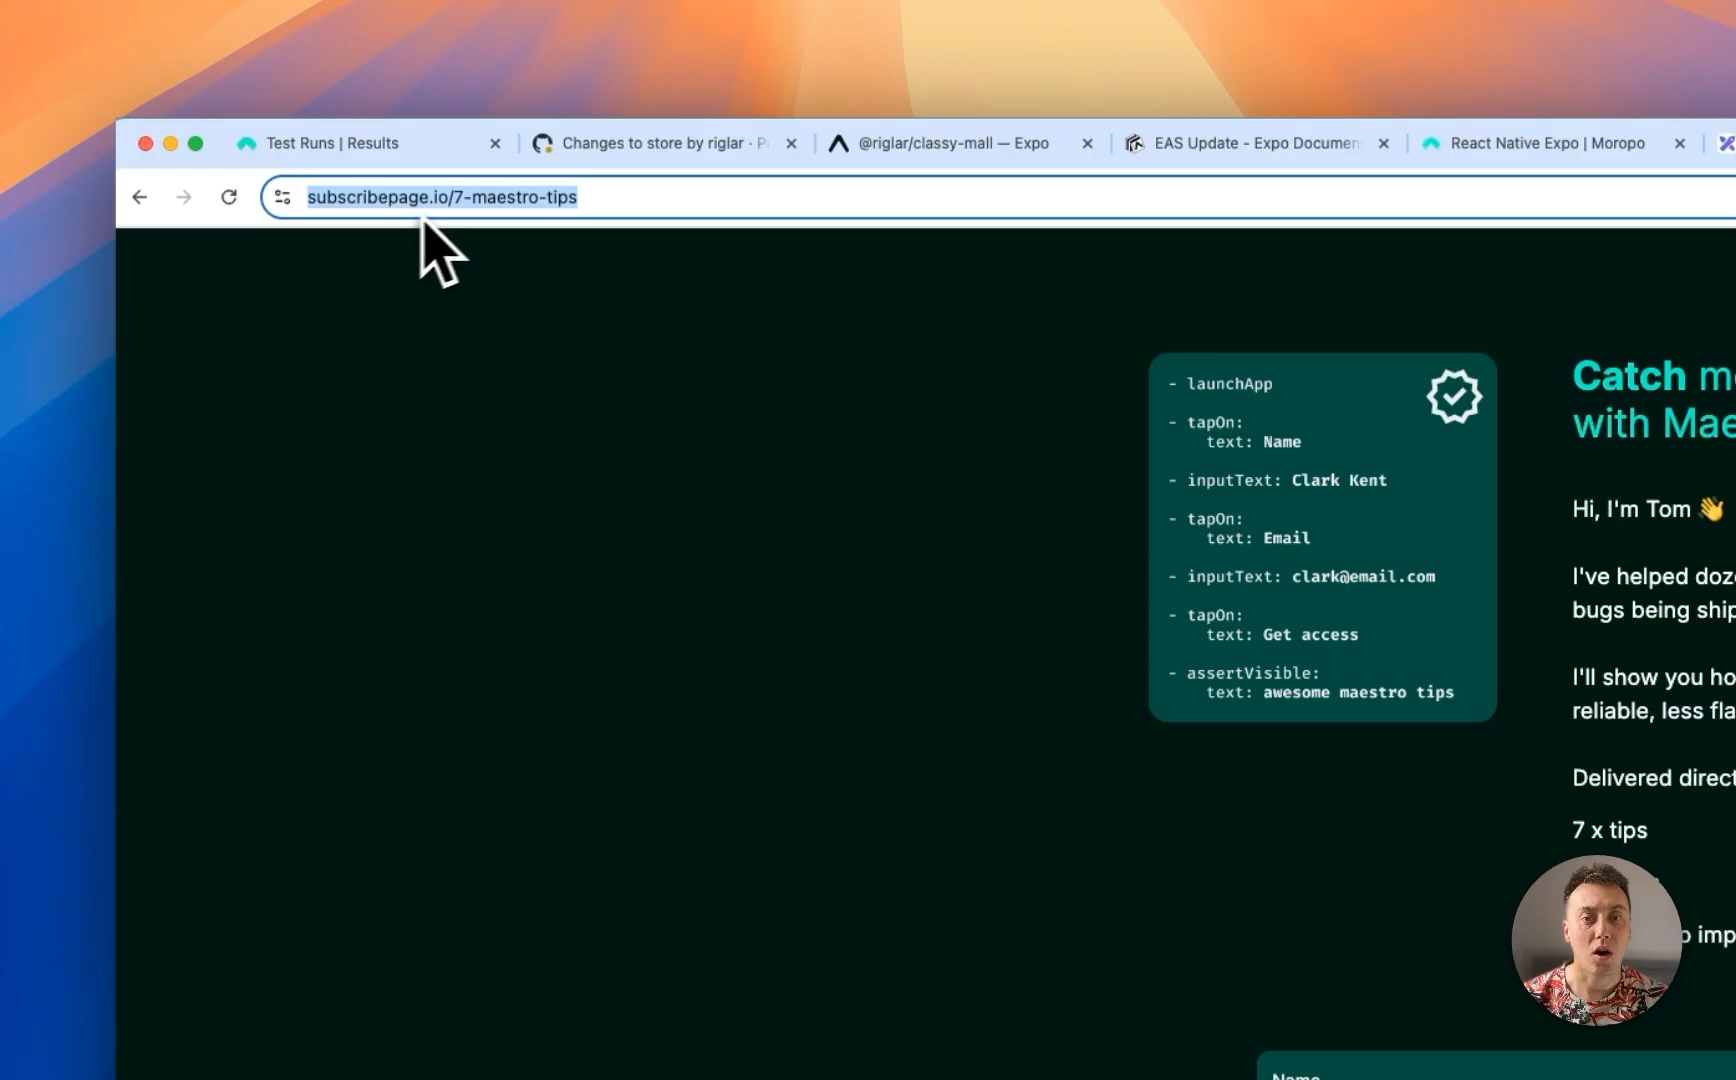 Test Runs | Results
Changes to store by riglar · P
@riglar/classy-mall — Expo
EAS Update - Expo Documen
React Native Expo | Moropo
subscribepage.io/7-maestro-tips
- launchApp
- tapOn:
text: Name
- inputText: Clark Kent
- tapOn:
text: Email
- inputText: clark@email.com
- tapOn:
text: Get access
- assertVisible:
text: awesome maestro tips
Catch
with Mae
Hi, I'm Tom 👋
I've helped doz
bugs being ship
I'll show you ho
reliable, less fla
Delivered direct
7 x tips
imp
Name